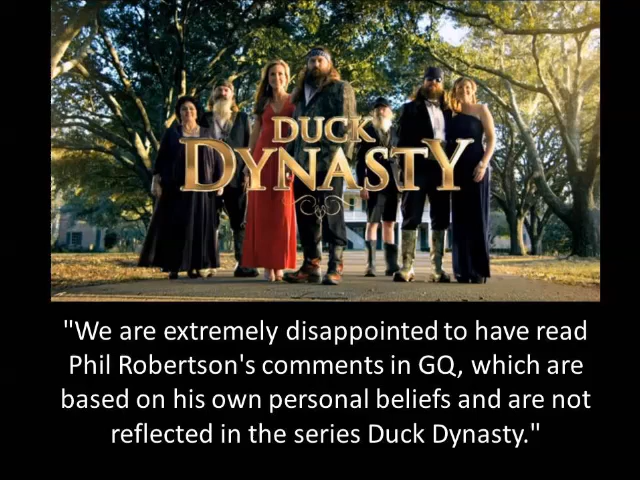 DUCK
DYNASTY
"We are extremely disappointed to have read
Phil Robertson's comments in GQ, which are
based on his own personal beliefs and are not
reflected in the series Duck Dynasty."